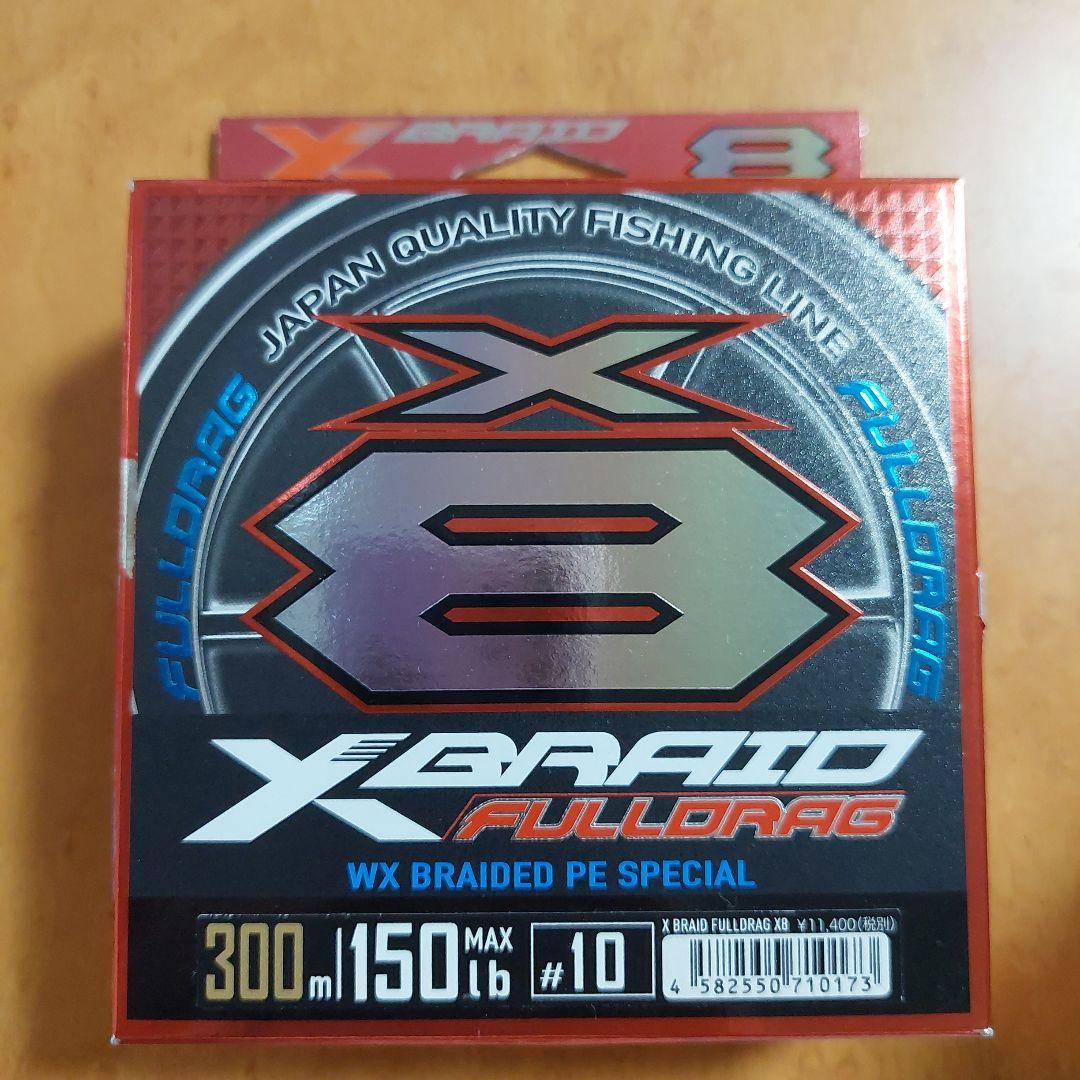 X BRAID 8
JAPAN QUALITY FISHING LINE
FULLDRAG
FULLDRAG
X
8
X BRAID
FULLDRAG
WX BRAIDED PE SPECIAL
300m 150 MAX lb #10
X BRAID FULLDRAG X8 ¥11,400(税別)
4 582550 710173